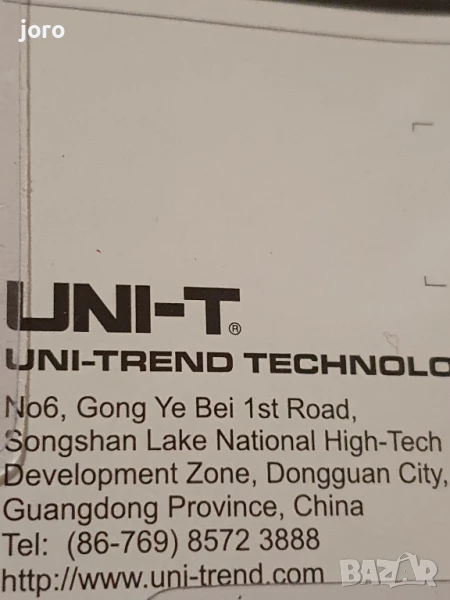 joro
UNI-T®
UNI-TREND TECHNOLO
No6, Gong Ye Bei 1st Road,
Songshan Lake National High-Tech
Development Zone, Dongguan City,
Guangdong Province, China
Tel: (86-769) 8572 3888
http://www.uni-trend.com
BAZAR